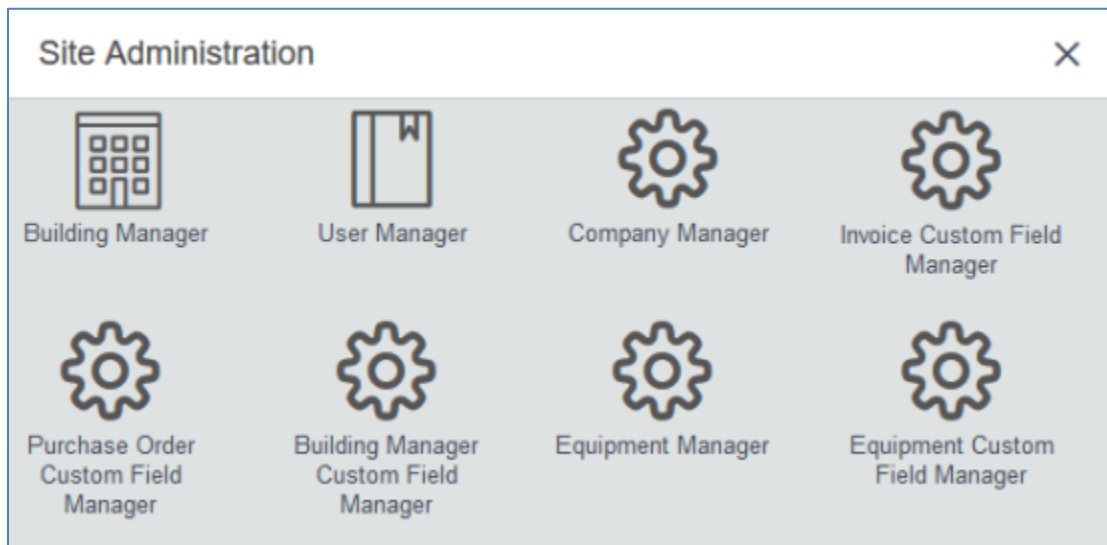 Site Administration
Building Manager
User Manager
Company Manager
Invoice Custom Field
Manager
Purchase Order
Custom Field
Manager
Building Manager
Custom Field
Manager
Equipment Manager
Equipment Custom
Field Manager